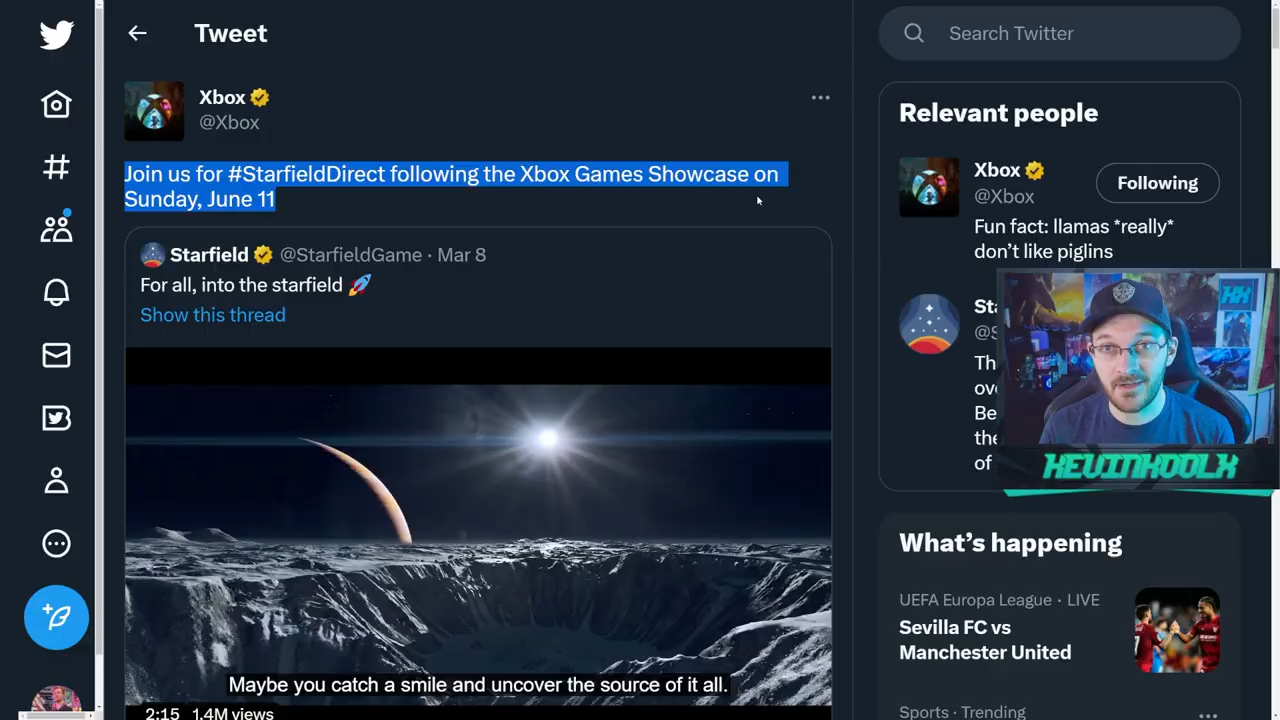 Tweet
Search Twitter
Xbox
@Xbox
Join us for #StarfieldDirect following the Xbox Games Showcase on
Sunday, June 11
Starfield @StarfieldGame · Mar 8
For all, into the starfield 🚀
Show this thread
Maybe you catch a smile and uncover the source of it all.
2:15 1.4M views
Relevant people
Xbox
@Xbox
Following
Fun fact: llamas *really*
don’t like piglins
Sta
@S
Th
ove
Be
the
of
KEVINKOOLX
What’s happening
UEFA Europa League · LIVE
Sevilla FC vs
Manchester United
Sports · Trending